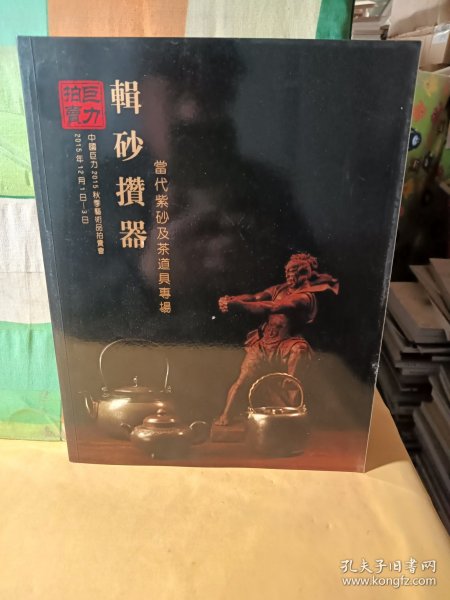 巨力
拍賣
輯砂攢器
當代紫砂及茶道具專場
中國巨力2015秋季藝術品拍賣會
2015年12月1日-3日
孔夫子旧书网
www.kongfz.com